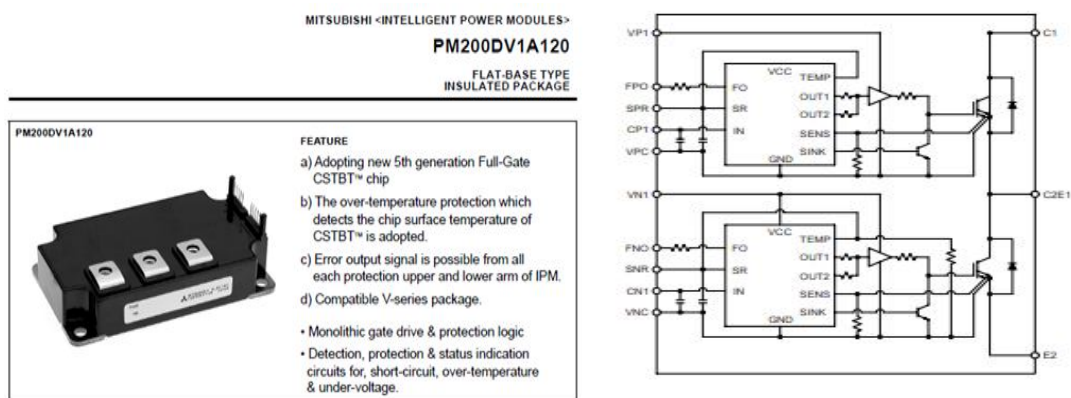 MITSUBISHI <INTELLIGENT POWER MODULES>
PM200DV1A120
FLAT-BASE TYPE
INSULATED PACKAGE
PM200DV1A120
FEATURE
a) Adopting new 5th generation Full-Gate
CSTBT™ chip
b) The over-temperature protection which
detects the chip surface temperature of
CSTBT™ is adopted.
c) Error output signal is possible from all
each protection upper and lower arm of IPM.
d) Compatible V-series package.
• Monolithic gate drive & protection logic
• Detection, protection & status indication
circuits for, short-circuit, over-temperature
& under-voltage.
VP1
C1
VCC
TEMP
FPO
FO
OUT1
SPR
SR
OUT2
CP1
IN
SENS
VPC
SINK
GND
VN1
C2E1
VCC
TEMP
FNO
FO
OUT1
SNR
SR
OUT2
CN1
IN
SENS
VNC
SINK
GND
E2